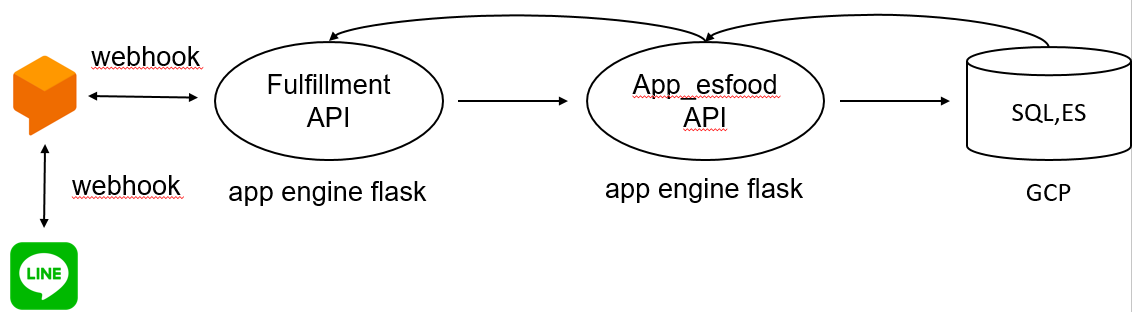 webhook
Fulfillment
API
App_esfood
API
SQL,ES
webhook
app engine flask
app engine flask
GCP
LINE